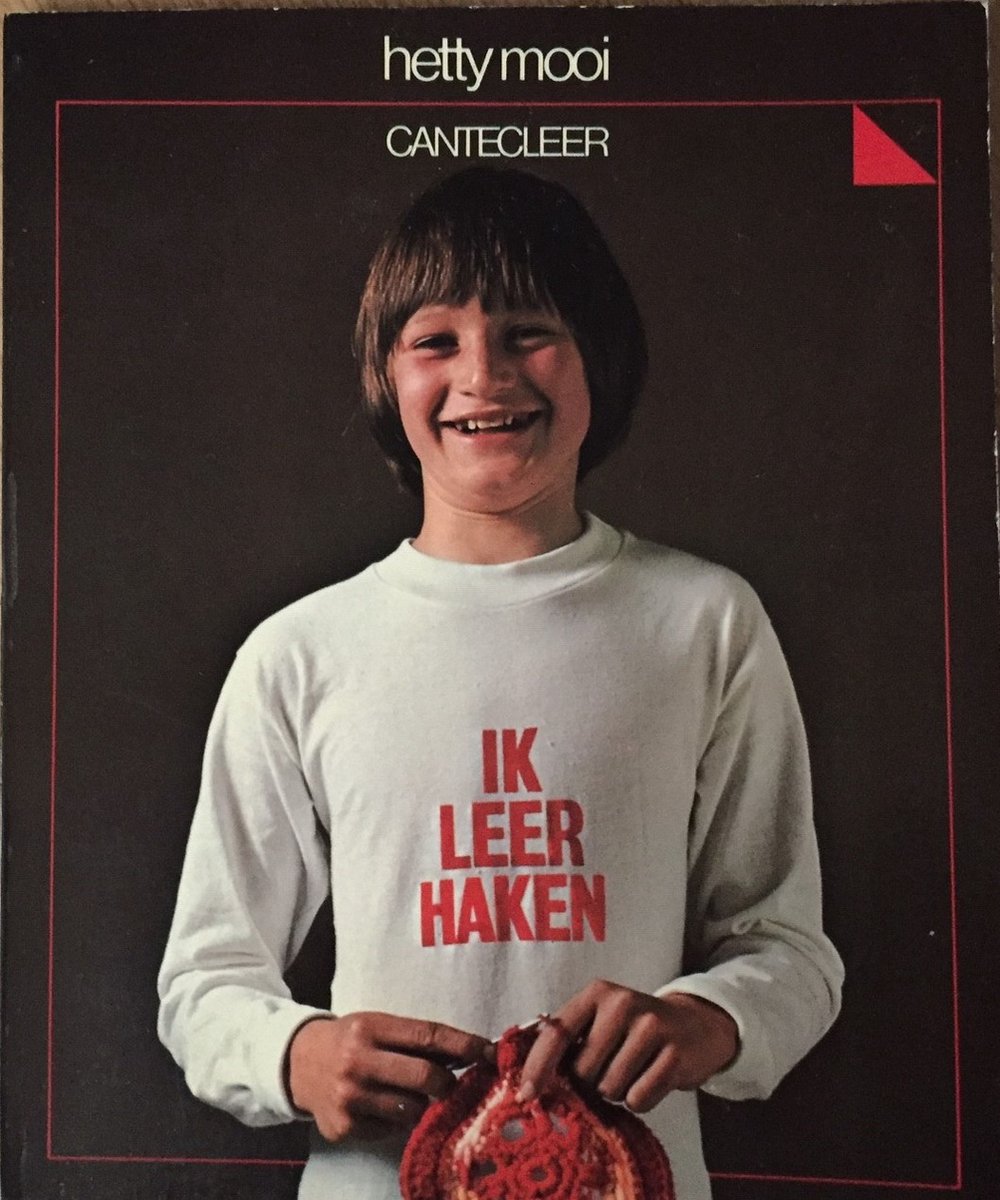 hetty mooi
CANTECLEER
IK
LEER
HAKEN